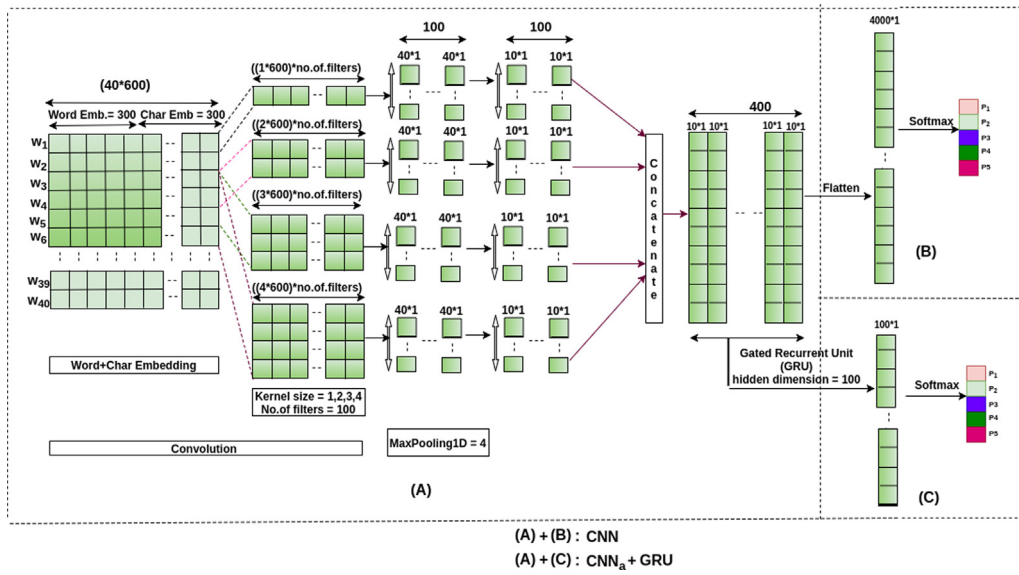 (40*600)
Word Emb.= 300 Char Emb = 300
w1
w2
w3
w4
w5
w6
w39
w40
Word+Char Embedding
Convolution
((1*600)*no.of.filters)
((2*600)*no.of.filters)
((3*600)*no.of.filters)
((4*600)*no.of.filters)
Kernel size = 1,2,3,4
No.of filters = 100
100
100
40*1 40*1 10*1 10*1
40*1 40*1 10*1 10*1
40*1 40*1 10*1 10*1
40*1 40*1 10*1 10*1
MaxPooling1D = 4
(A)
Concatenate
400
10*1 10*1 10*1 10*1
Flatten
Gated Recurrent Unit
(GRU)
hidden dimension = 100
4000*1
Softmax
P1
P2
P3
P4
P5
(B)
100*1
Softmax
P1
P2
P3
P4
P5
(C)
(A) + (B) : CNN
(A) + (C) : CNNa + GRU